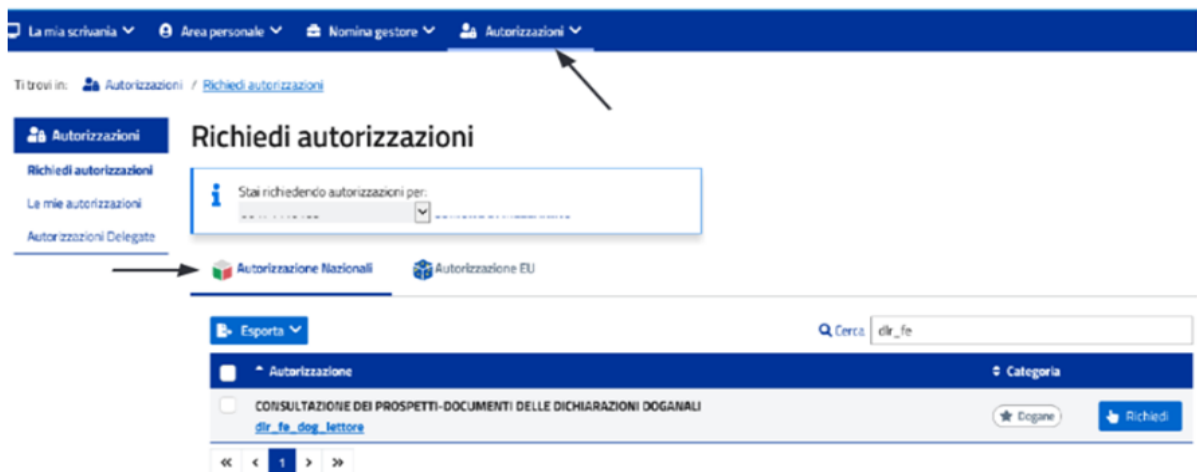 La mia scrivania Area personale Nomina gestore Autorizzazioni
Ti trovi in: Autorizzazioni / Richiedi autorizzazioni
Autorizzazioni
Richiedi autorizzazioni
Richiedi autorizzazioni
Stai richiedendo autorizzazioni per:
Le mie autorizzazioni
Autorizzazioni Delegate
Autorizzazione Nazionali Autorizzazione EU
Esporta Cerca dlr_fe
Autorizzazione Categoria
CONSULTAZIONE DEI PROSPETTI-DOCUMENTI DELLE DICHIARAZIONI DOGANALI
dlr_fe_dog_lettore Dogane Richiedi
« < 1 > »